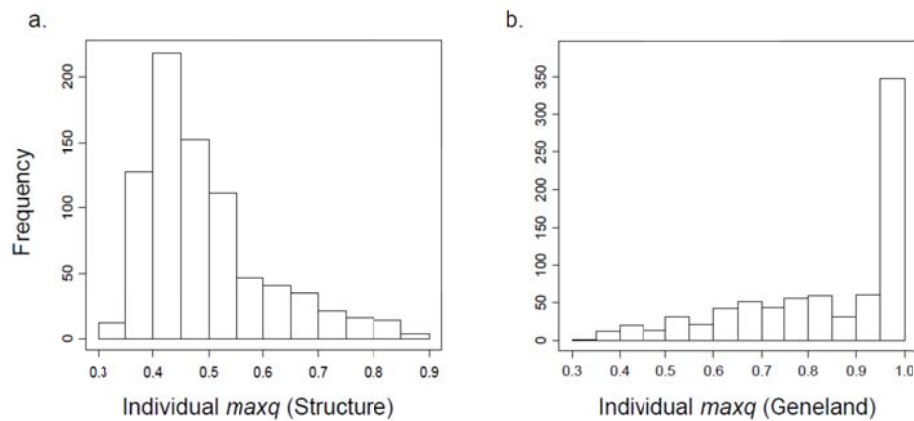 a.
b.
Frequency
200
150
100
50
0
0.3 0.4 0.5 0.6 0.7 0.8 0.9
Individual maxq (Structure)
350
300
250
200
150
100
50
0
0.3 0.4 0.5 0.6 0.7 0.8 0.9 1.0
Individual maxq (Geneland)